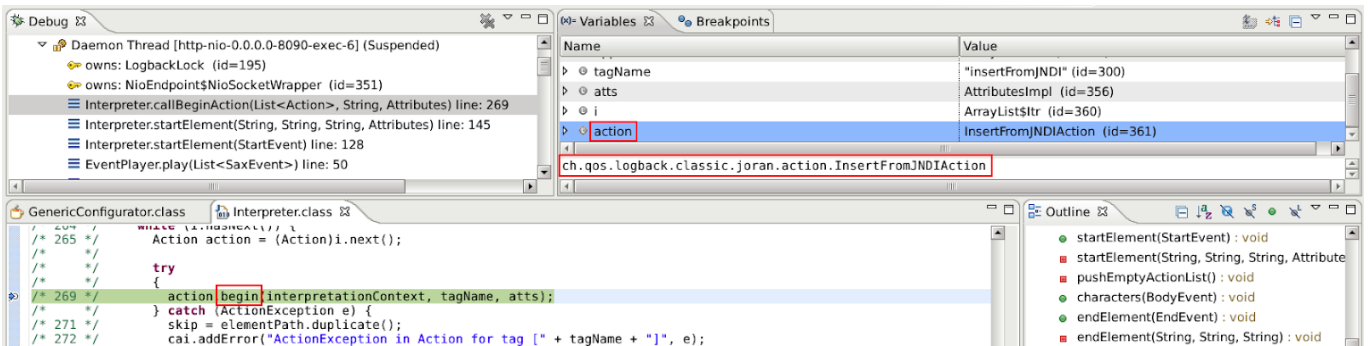 Debug
Daemon Thread [http-nio-0.0.0.0-8090-exec-6] (Suspended)
owns: LogbackLock (id=195)
owns: NioEndpoint$NioSocketWrapper (id=351)
Interpreter.callBeginAction(List<Action>, String, Attributes) line: 269
Interpreter.startElement(String, String, String, Attributes) line: 145
Interpreter.startElement(StartEvent) line: 128
EventPlayer.play(List<SaxEvent>) line: 50
(x)= Variables Breakpoints
Name Value
tagName "insertFromJNDI" (id=300)
atts AttributesImpl (id=356)
i ArrayList$Itr (id=360)
action InsertFromJNDIAction (id=361)
ch.qos.logback.classic.joran.action.InsertFromJNDIAction
GenericConfigurator.class Interpreter.class
/* 264 */ while (i.hasNext()) {
/* 265 */ Action action = (Action)i.next();
/* */
/* */ try
/* */ {
/* 269 */ action.begin(interpretationContext, tagName, atts);
/* */ } catch (ActionException e) {
/* 271 */ skip = elementPath.duplicate();
/* 272 */ cai.addError("ActionException in Action for tag [" + tagName + "]", e);
Outline
startElement(StartEvent) : void
startElement(String, String, String, Attribute
pushEmptyActionList() : void
characters(BodyEvent) : void
endElement(EndEvent) : void
endElement(String, String, String) : void